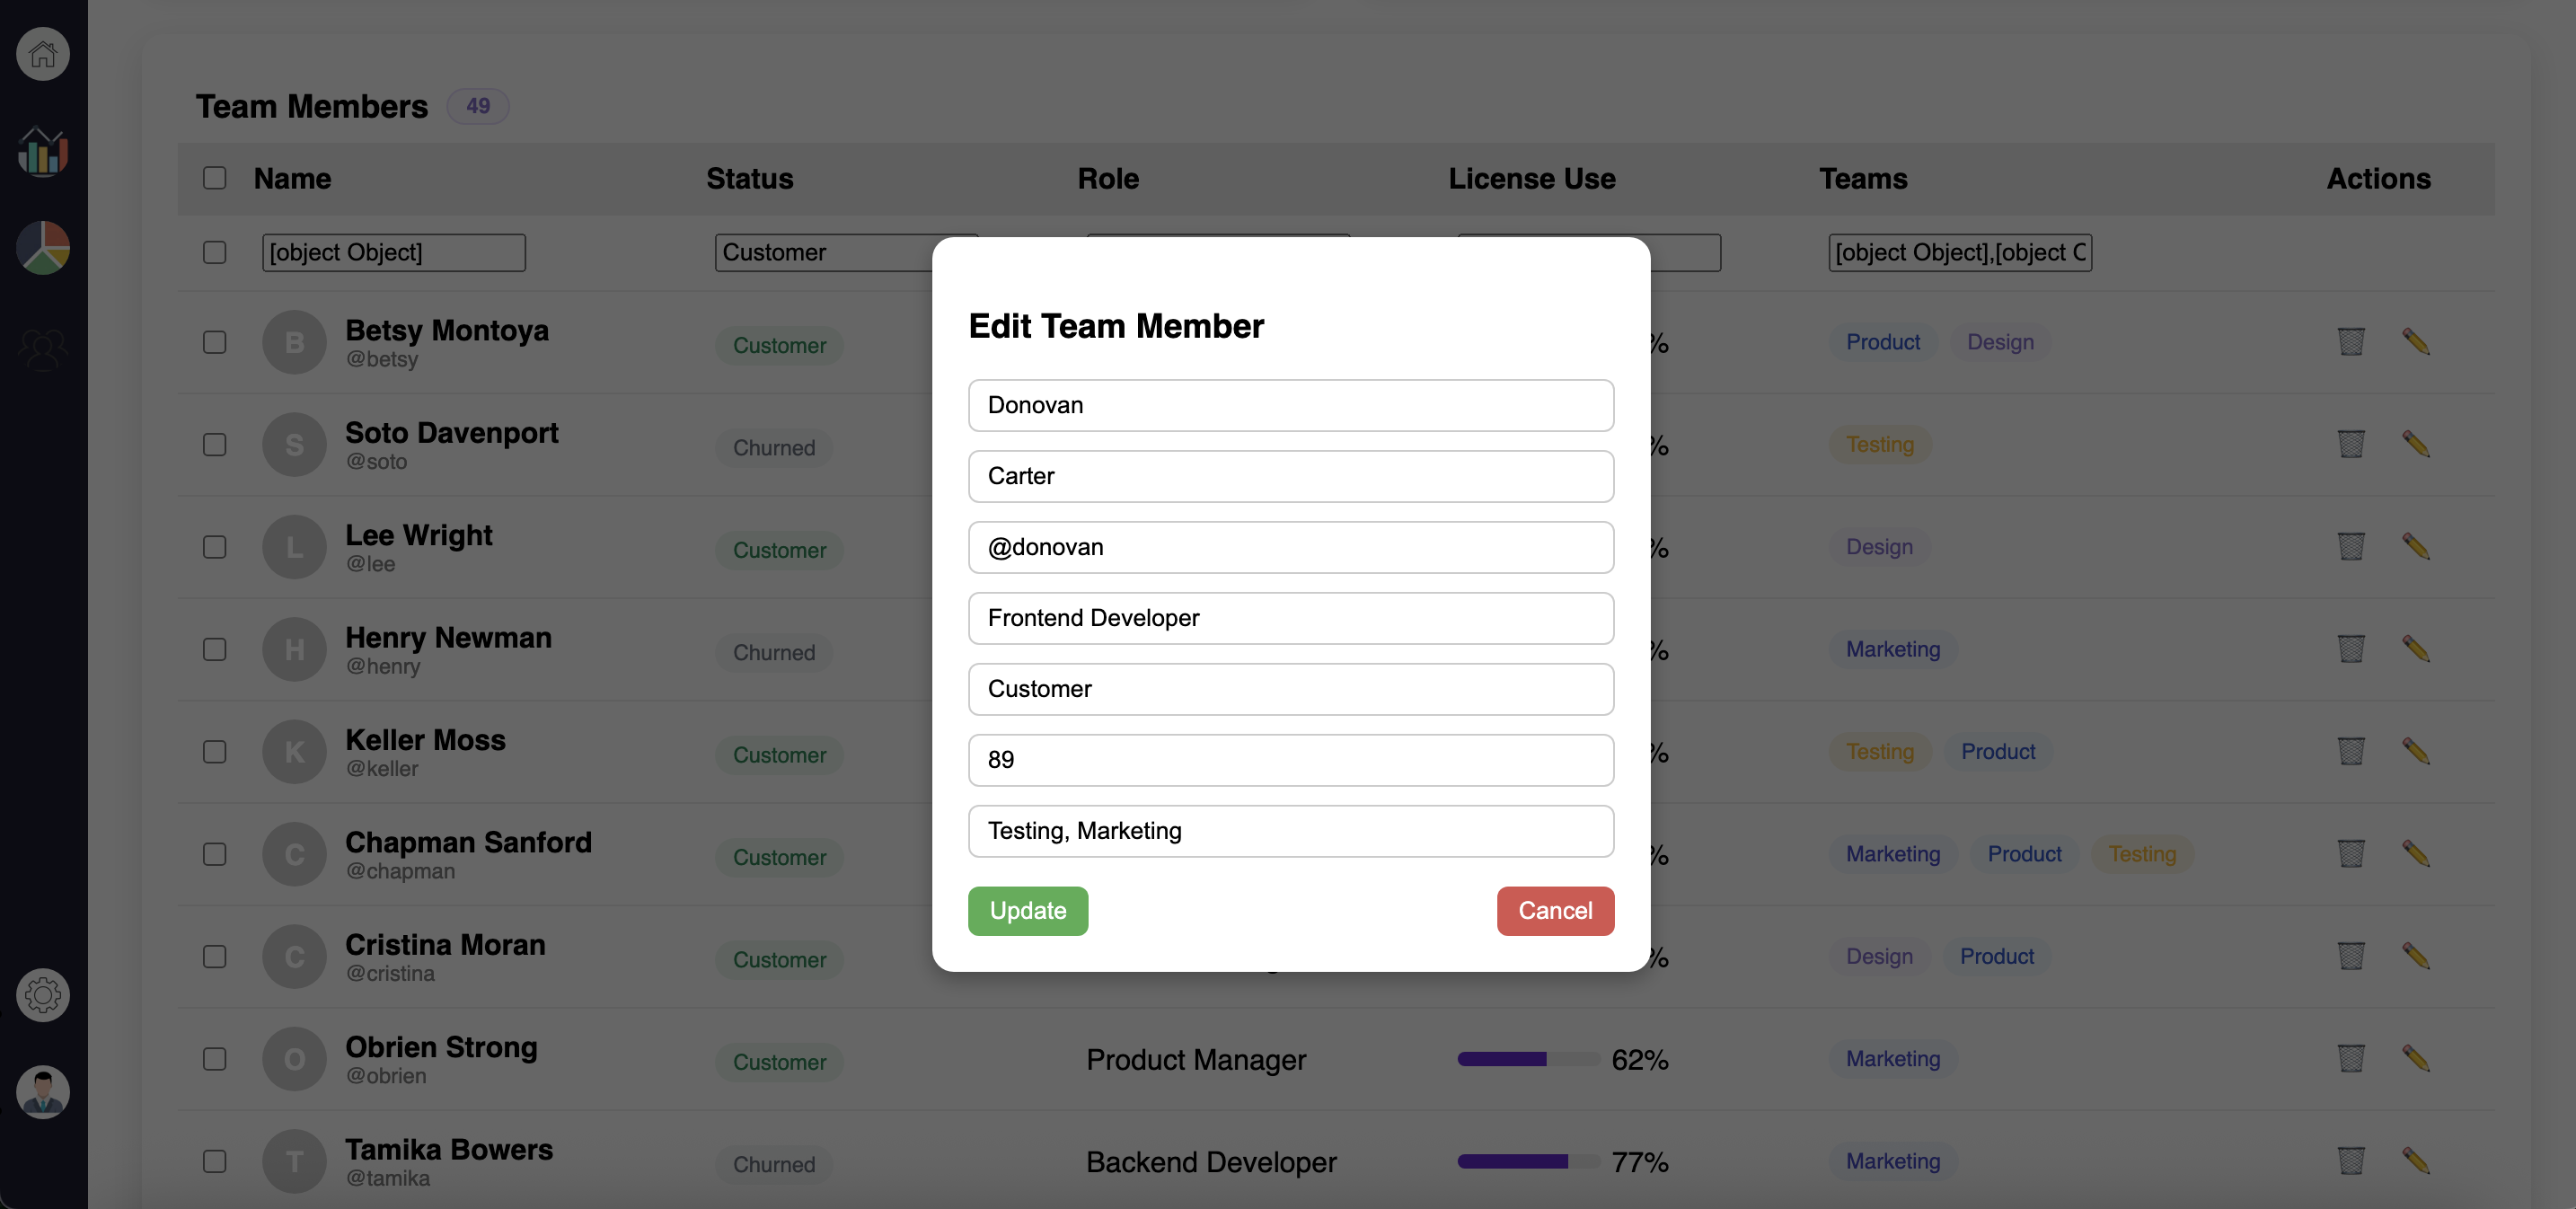 Team Members 49
Name Status Role License Use Teams Actions
[object Object] Customer [object Object],[object C
Edit Team Member
Donovan
Carter
@donovan
Frontend Developer
Customer
89
Testing, Marketing
Update Cancel
B Betsy Montoya Customer % Product Design
@betsy
S Soto Davenport Churned % Testing
@soto
L Lee Wright Customer % Design
@lee
H Henry Newman Churned % Marketing
@henry
K Keller Moss Customer % Testing Product
@keller
C Chapman Sanford Customer % Marketing Product Testing
@chapman
C Cristina Moran Customer % Design Product
@cristina
O Obrien Strong Customer Product Manager 62% Marketing
@obrien
T Tamika Bowers Churned Backend Developer 77% Marketing
@tamika